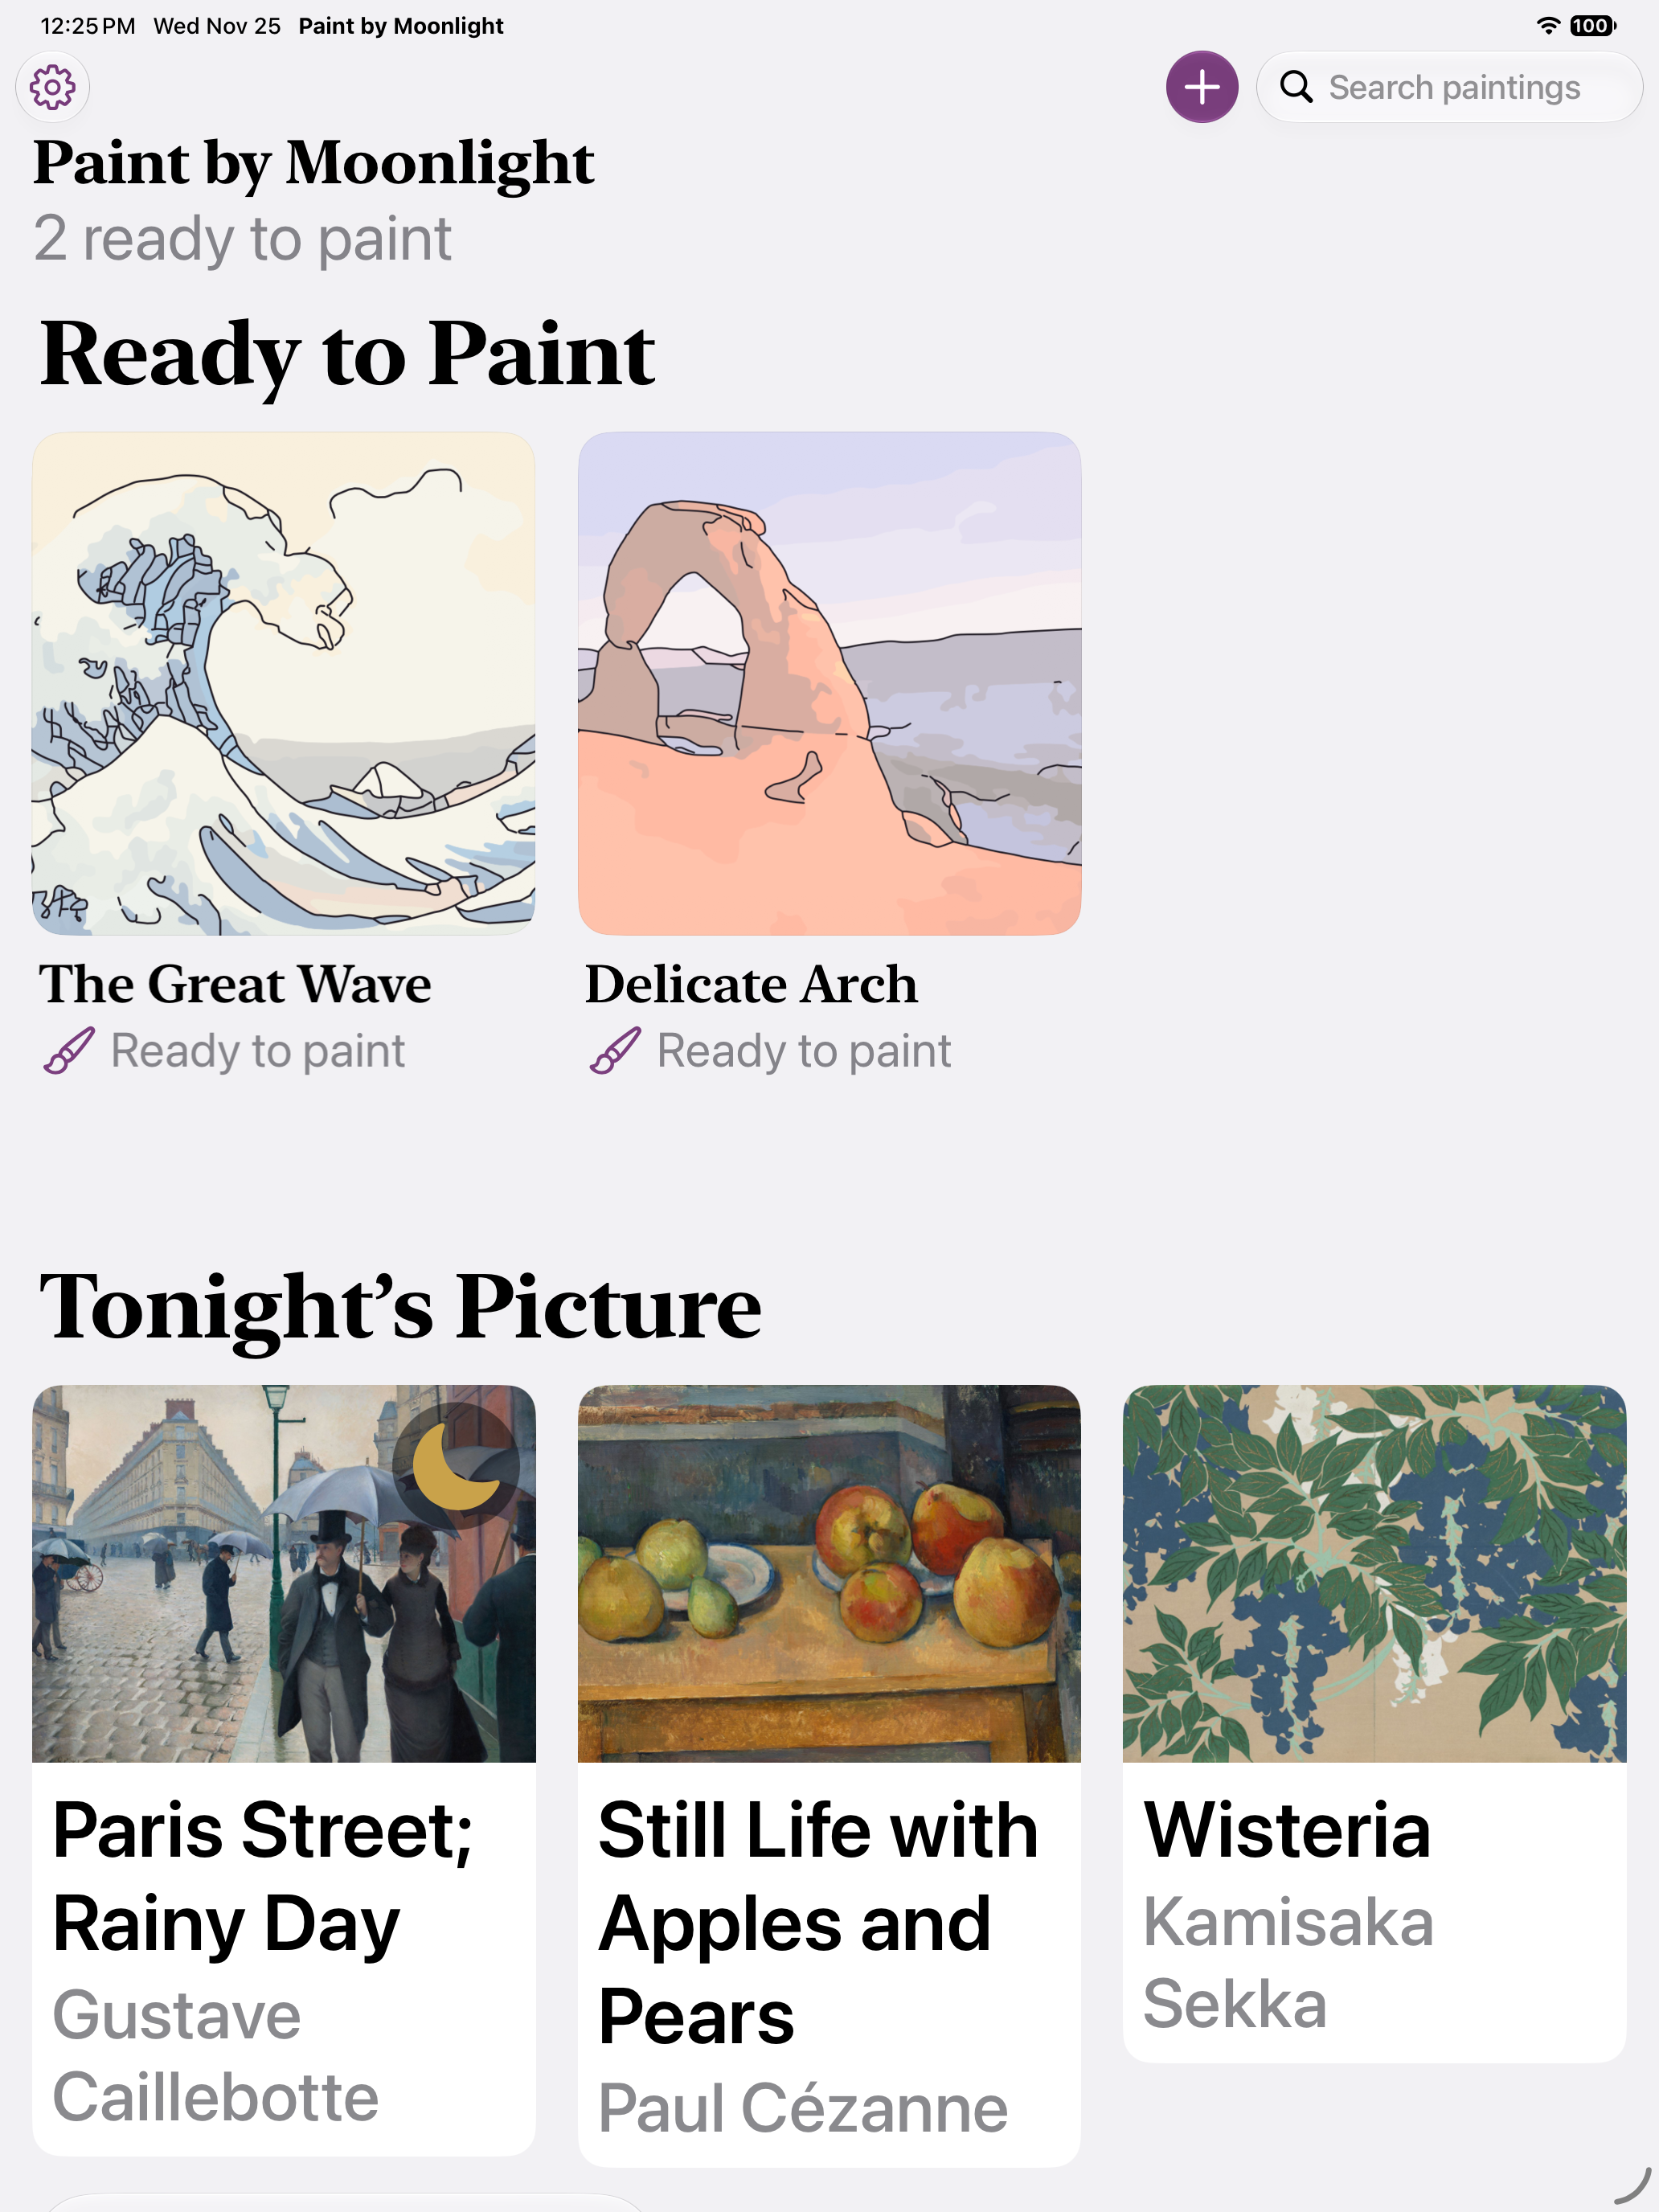 12:25 PM Wed Nov 25 Paint by Moonlight
100
Search paintings
Paint by Moonlight
2 ready to paint
Ready to Paint
The Great Wave
Ready to paint
Delicate Arch
Ready to paint
Tonight’s Picture
Paris Street;
Rainy Day
Gustave
Caillebotte
Still Life with
Apples and
Pears
Paul Cézanne
Wisteria
Kamisaka
Sekka